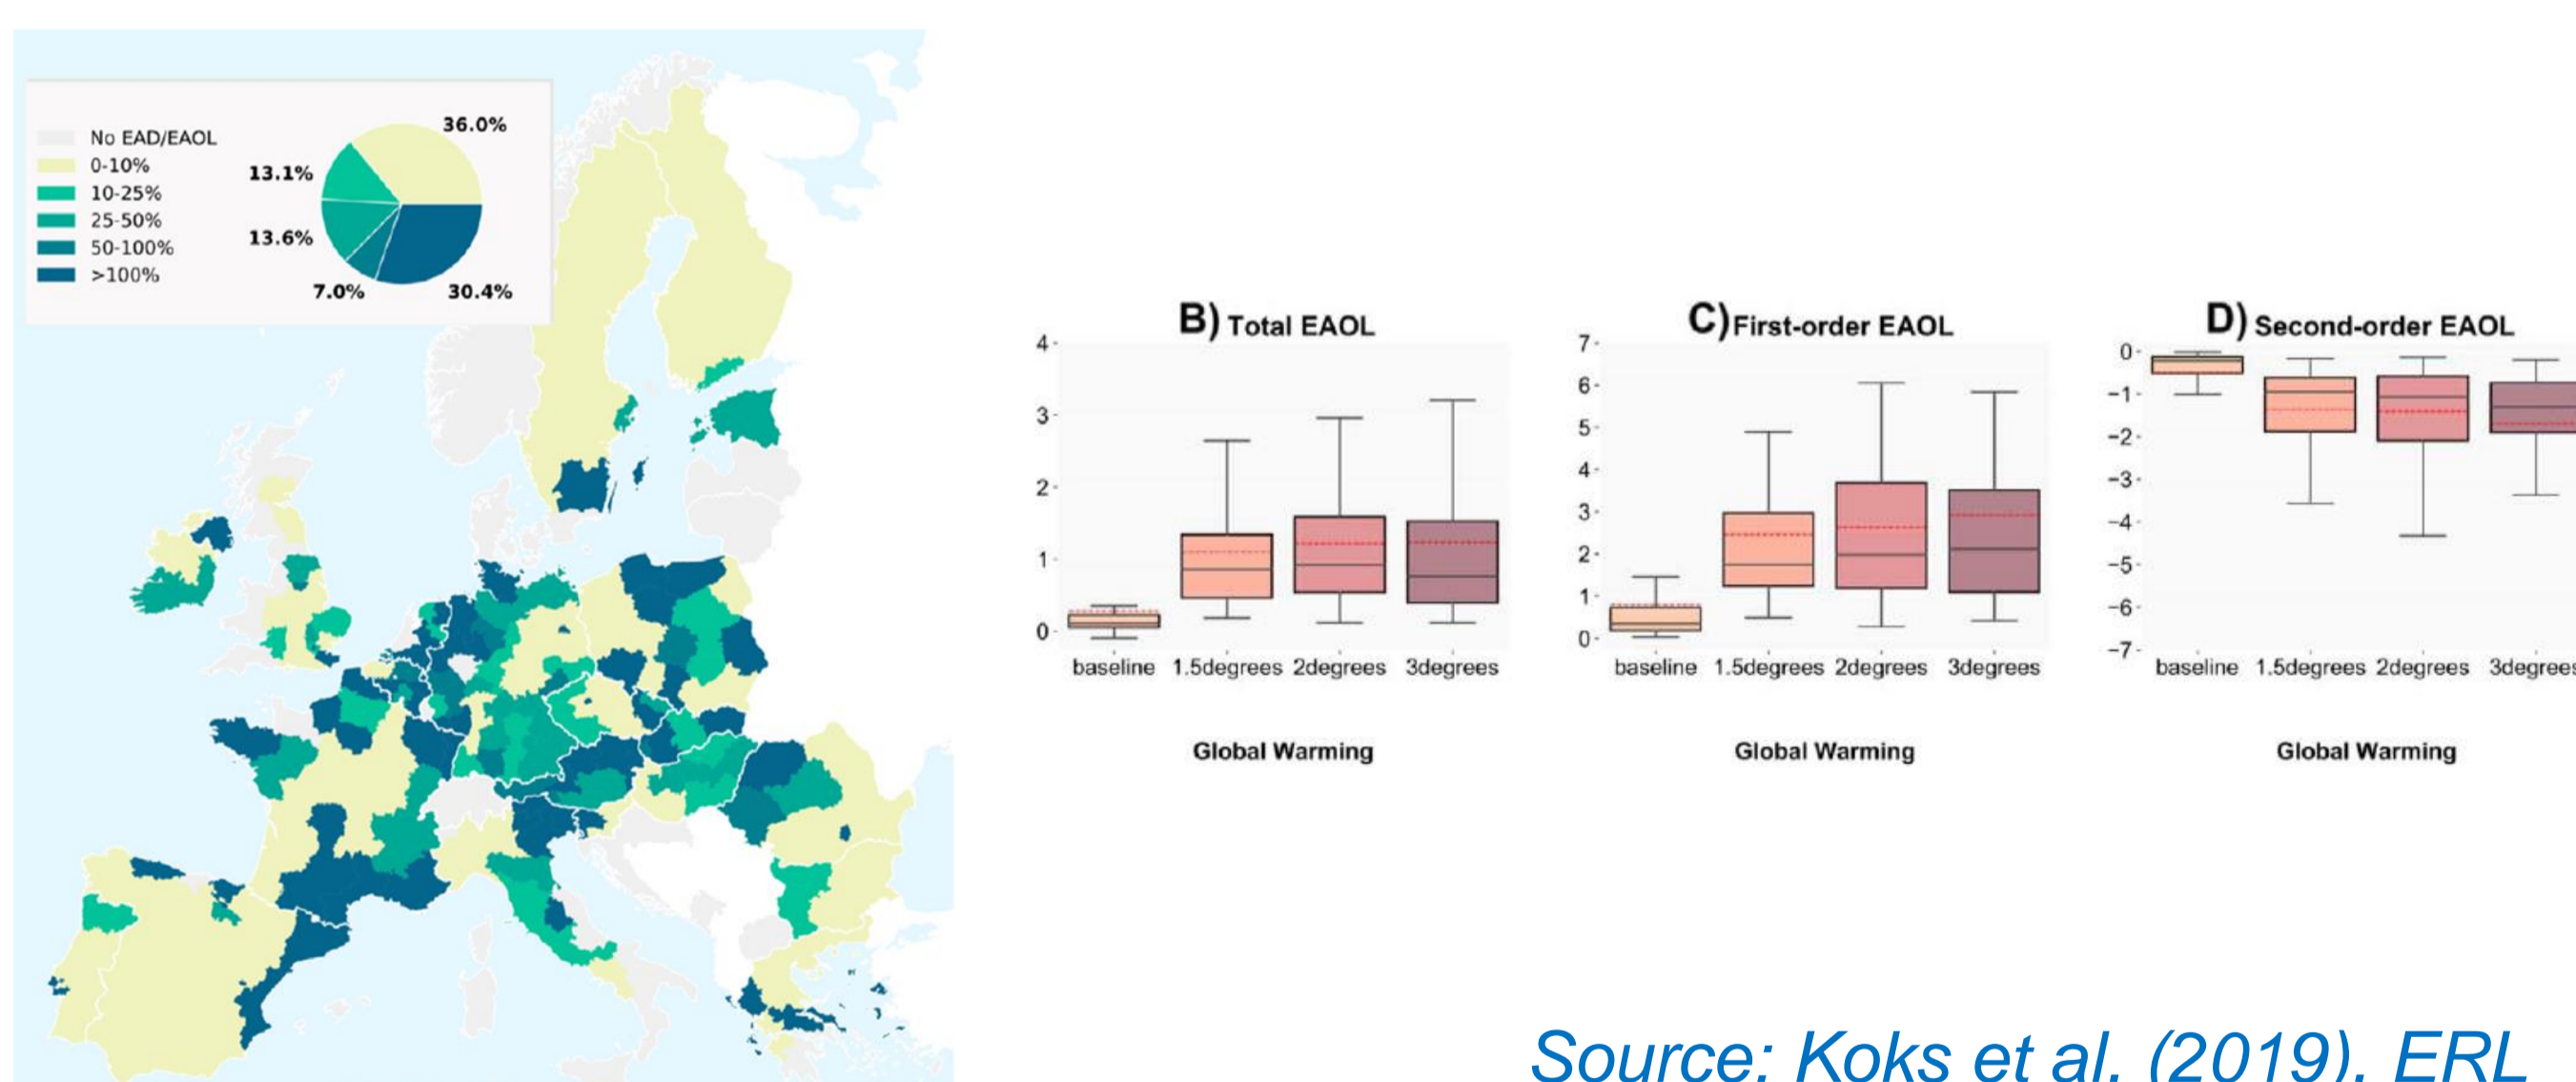 No EAD/EAOL
0-10%
10-25%
25-50%
50-100%
>100%
36.0%
13.1%
13.6%
7.0%
30.4%
B) Total EAOL
4
3
2
1
0
baseline 1.5degrees 2degrees 3degrees
Global Warming
C) First-order EAOL
7
6
5
4
3
2
1
0
baseline 1.5degrees 2degrees 3degrees
Global Warming
D) Second-order EAOL
0
−1
−2
−3
−4
−5
−6
−7
baseline 1.5degrees 2degrees 3degrees
Global Warming
Source: Koks et al. (2019). ERL